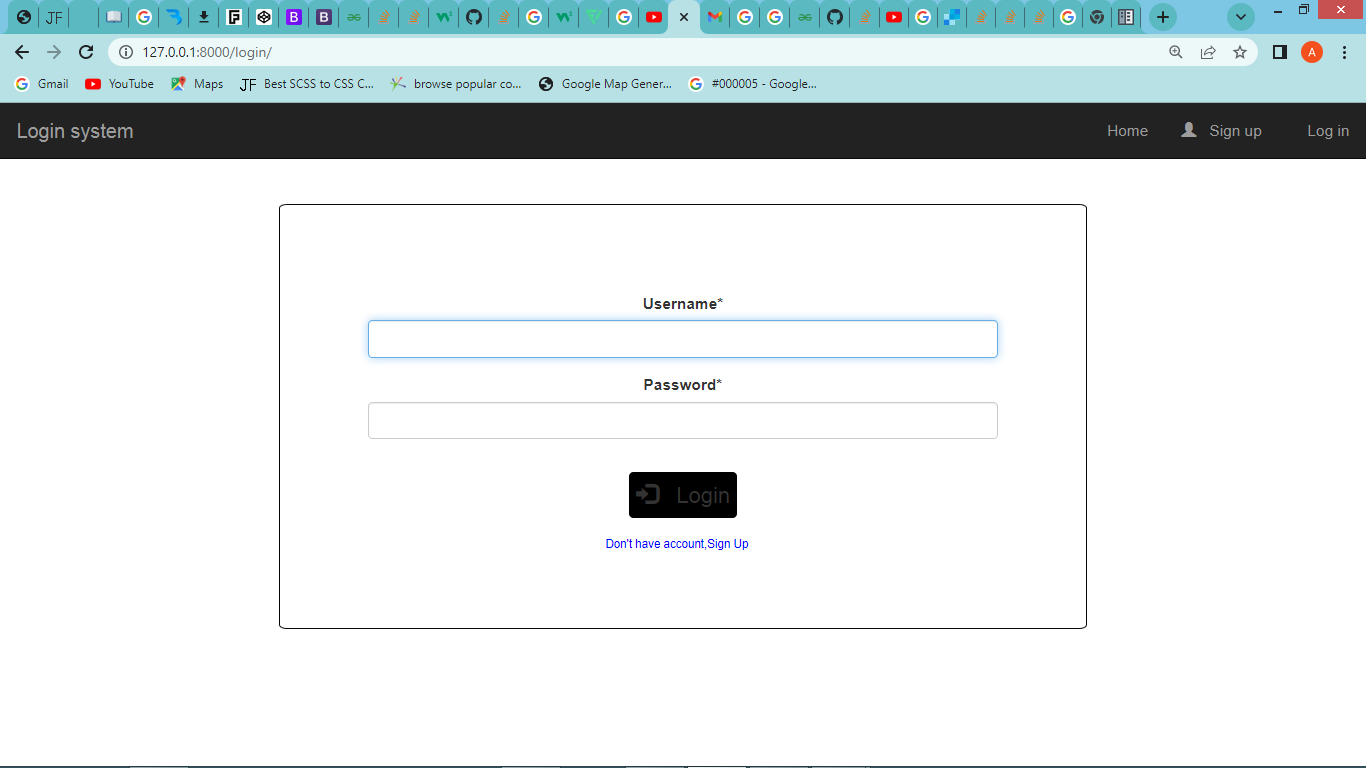 JF
127.0.0.1:8000/login/
A
Gmail YouTube Maps JF Best SCSS to CSS C... browse popular co... Google Map Gener... #000005 - Google...
Login system Home Sign up Log in
Username*
Password*
Login
Don't have account,Sign Up